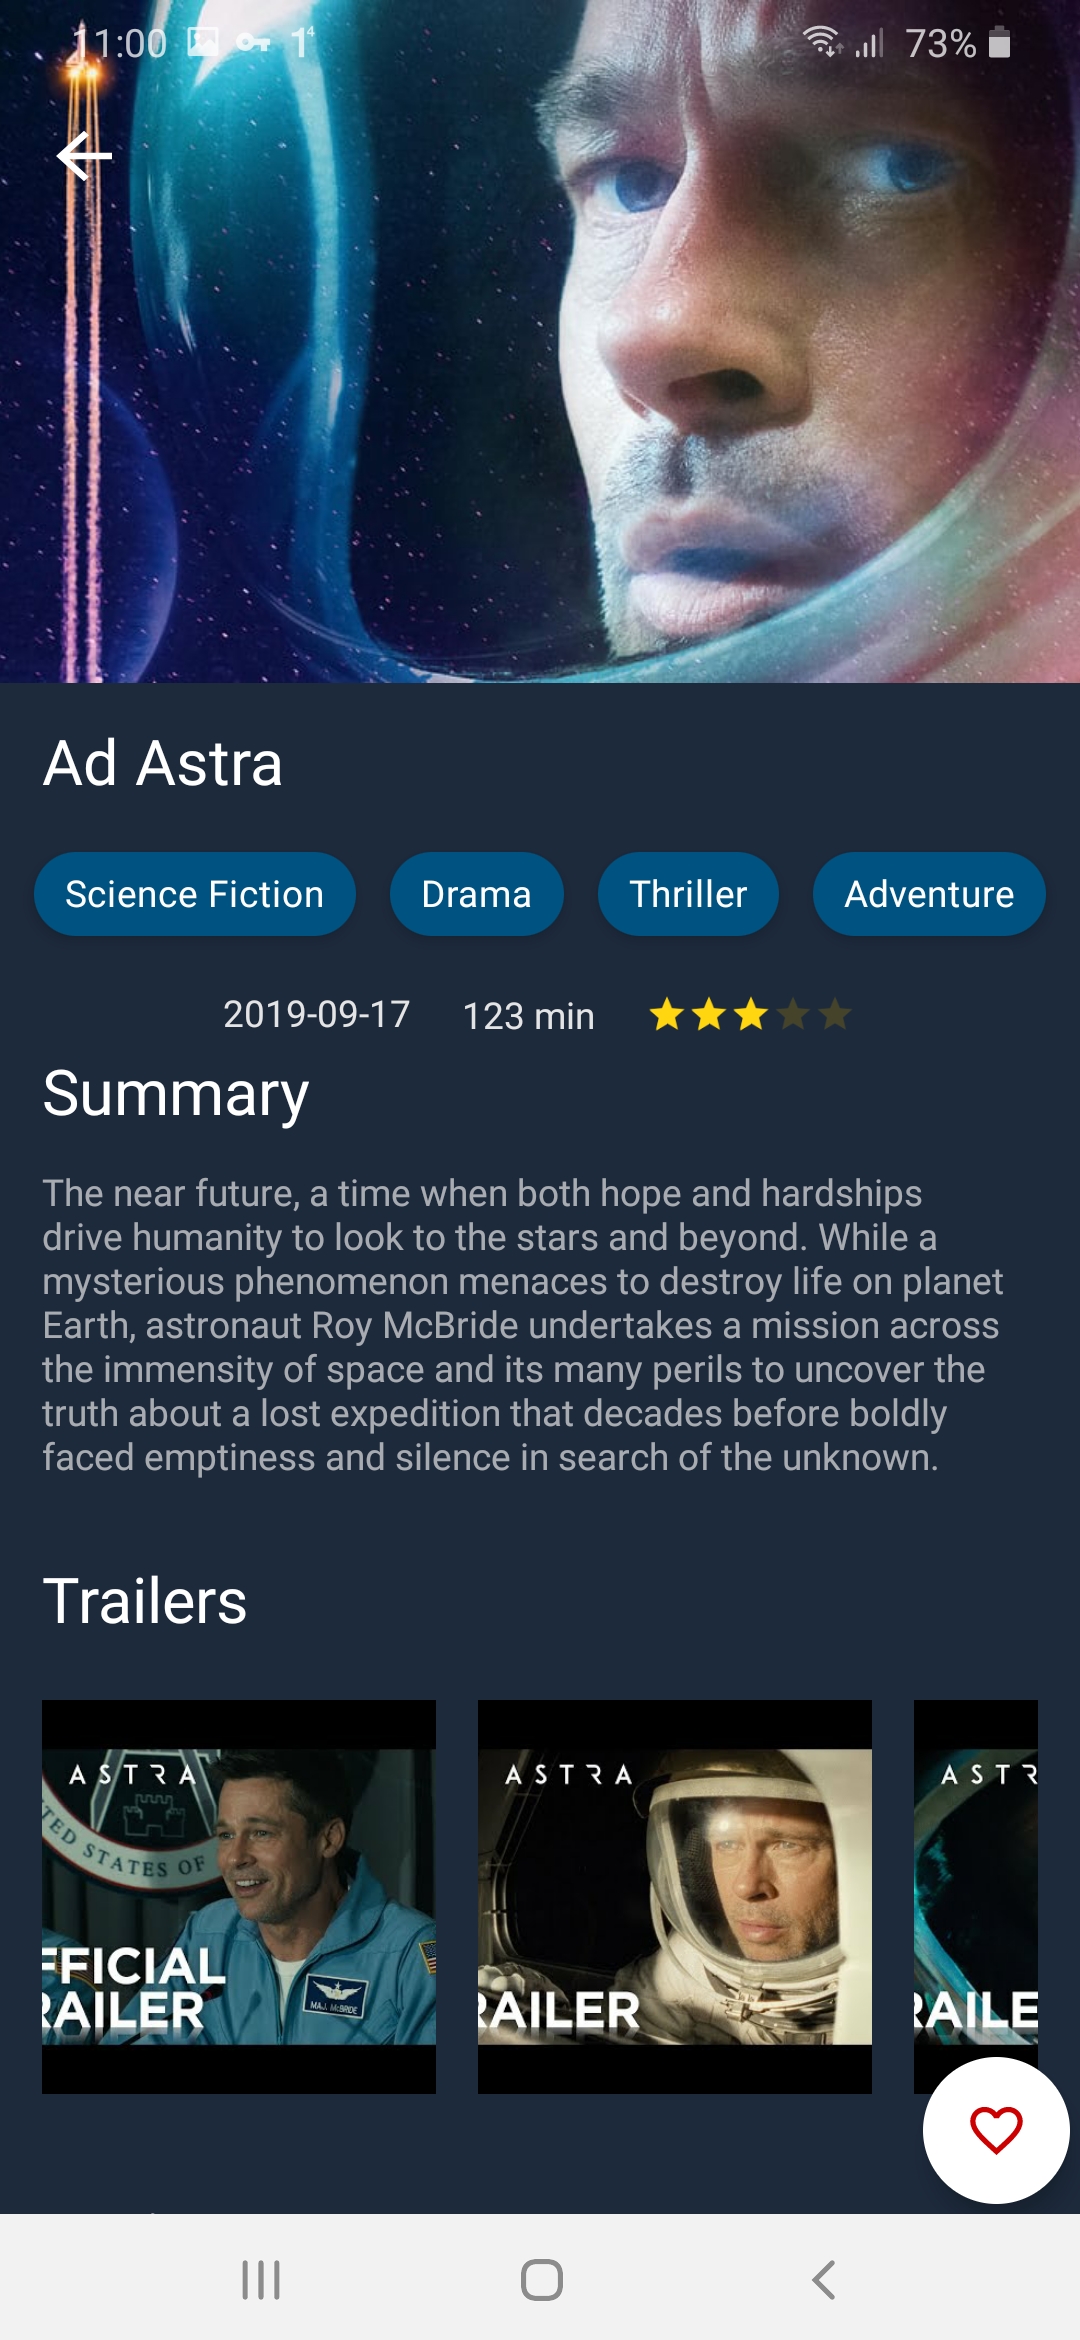 11:00 1⁴ 73%
Ad Astra
Science Fiction Drama Thriller Adventure
2019-09-17 123 min
Summary
The near future, a time when both hope and hardships
drive humanity to look to the stars and beyond. While a
mysterious phenomenon menaces to destroy life on planet
Earth, astronaut Roy McBride undertakes a mission across
the immensity of space and its many perils to uncover the
truth about a lost expedition that decades before boldly
faced emptiness and silence in search of the unknown.
Trailers
ASTRA
TED STATES OF
MAJ. McBRIDE
FFICIAL
RAILER
ASTRA
RAILER
ASTR
RAILE